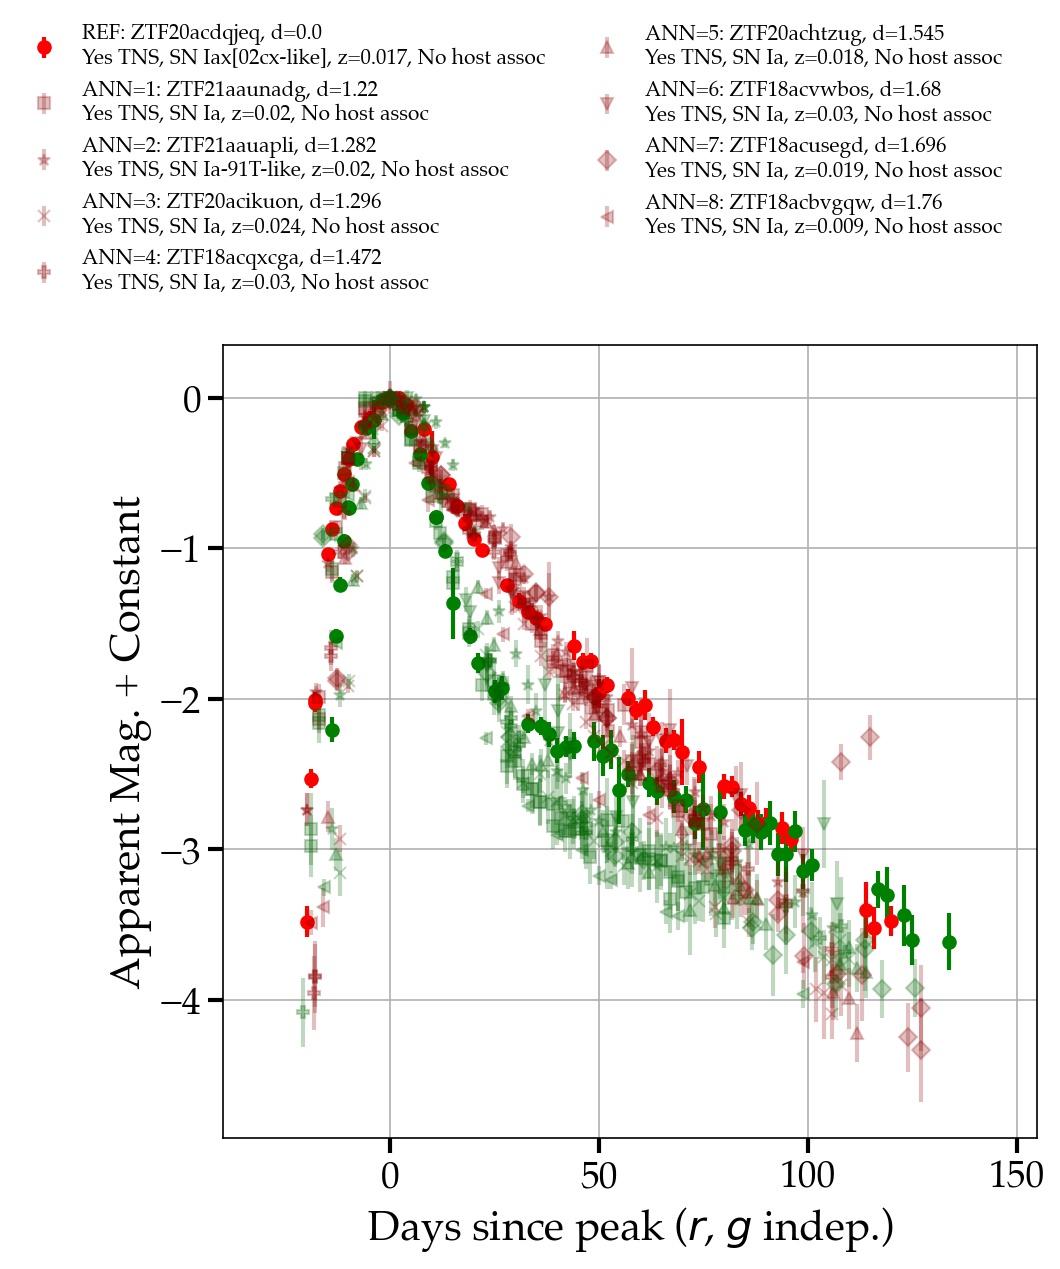 REF: ZTF20acdqjeq, d=0.0
Yes TNS, SN Iax[02cx-like], z=0.017, No host assoc
ANN=1: ZTF21aaunadg, d=1.22
Yes TNS, SN Ia, z=0.02, No host assoc
ANN=2: ZTF21aauapli, d=1.282
Yes TNS, SN Ia-91T-like, z=0.02, No host assoc
ANN=3: ZTF20acikuon, d=1.296
Yes TNS, SN Ia, z=0.024, No host assoc
ANN=4: ZTF18acqxcga, d=1.472
Yes TNS, SN Ia, z=0.03, No host assoc
ANN=5: ZTF20achtzug, d=1.545
Yes TNS, SN Ia, z=0.018, No host assoc
ANN=6: ZTF18acvwbos, d=1.68
Yes TNS, SN Ia, z=0.03, No host assoc
ANN=7: ZTF18acusegd, d=1.696
Yes TNS, SN Ia, z=0.019, No host assoc
ANN=8: ZTF18acbvgqw, d=1.76
Yes TNS, SN Ia, z=0.009, No host assoc
Apparent Mag. + Constant
0
−1
−2
−3
−4
0
50
100
150
Days since peak (r, g indep.)